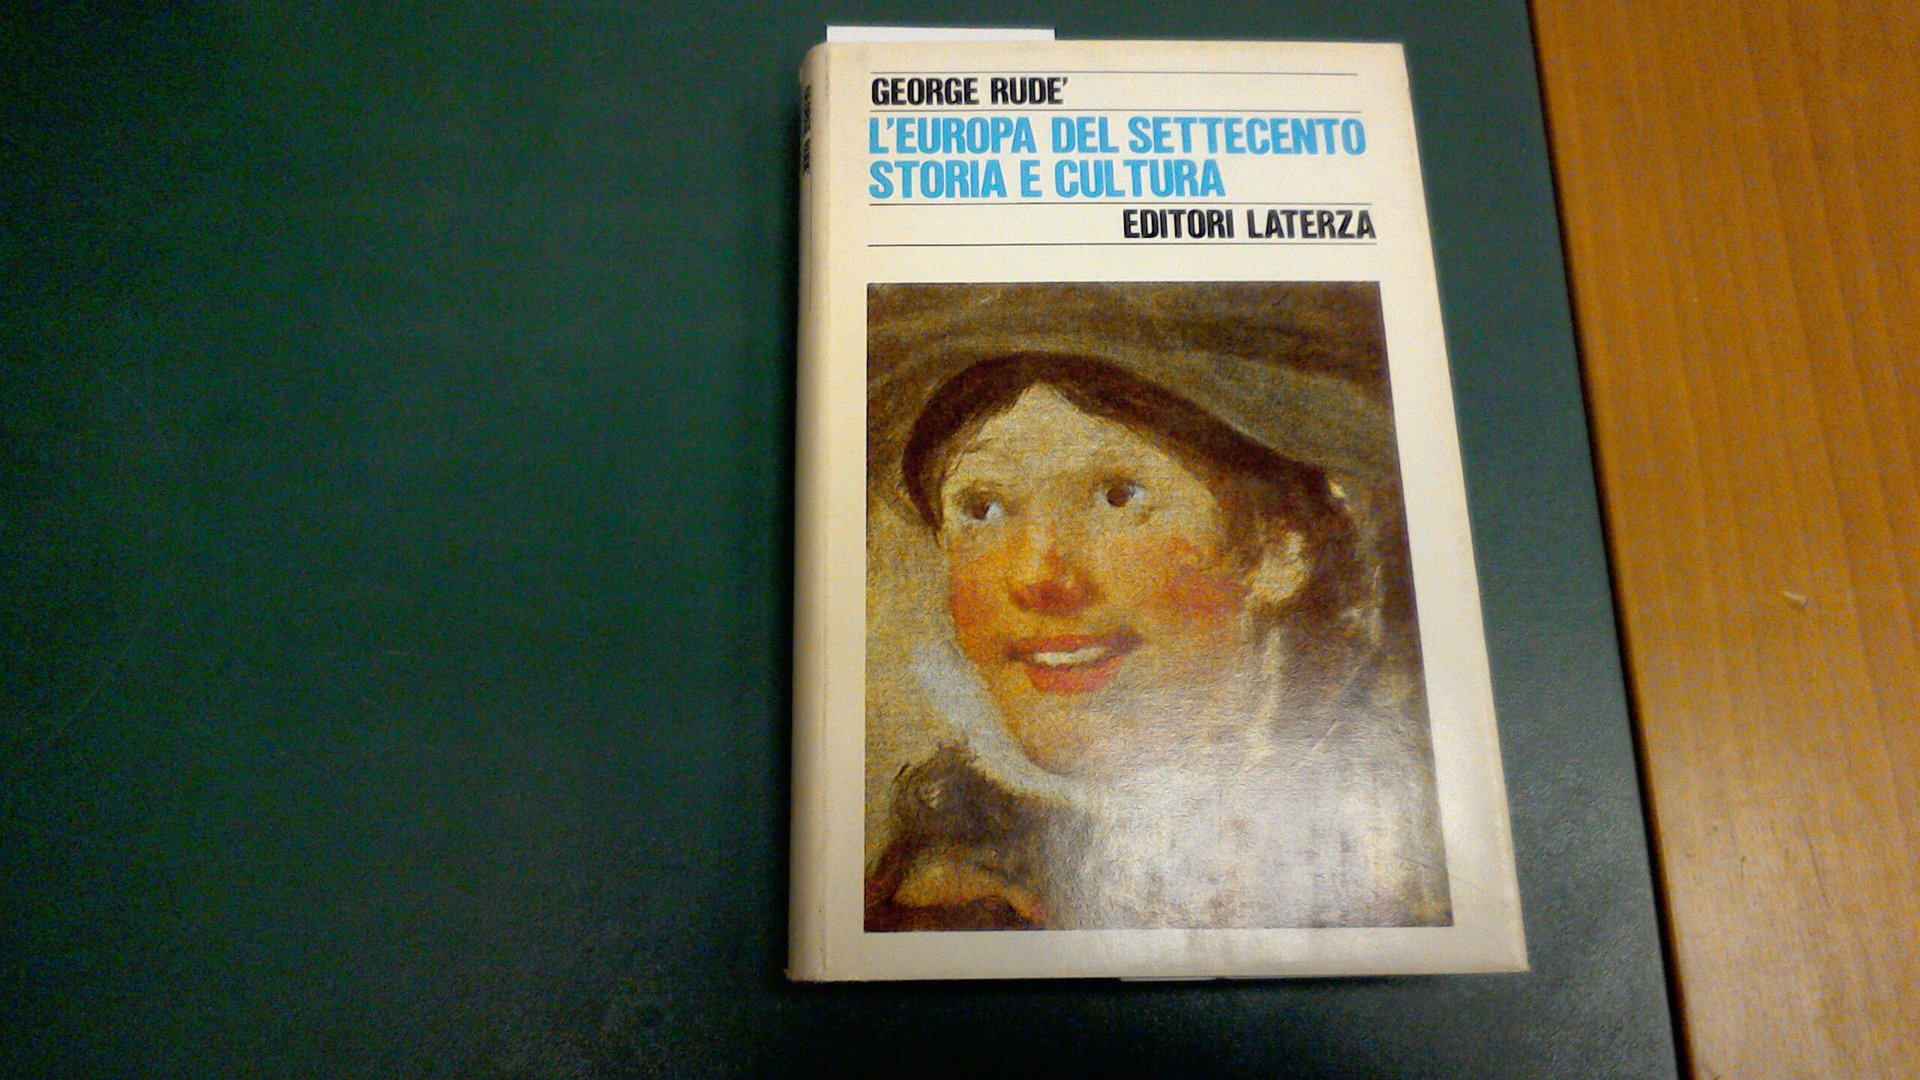 GEORGE RUDE'
L'EUROPA DEL SETTECENTO
STORIA E CULTURA
EDITORI LATERZA